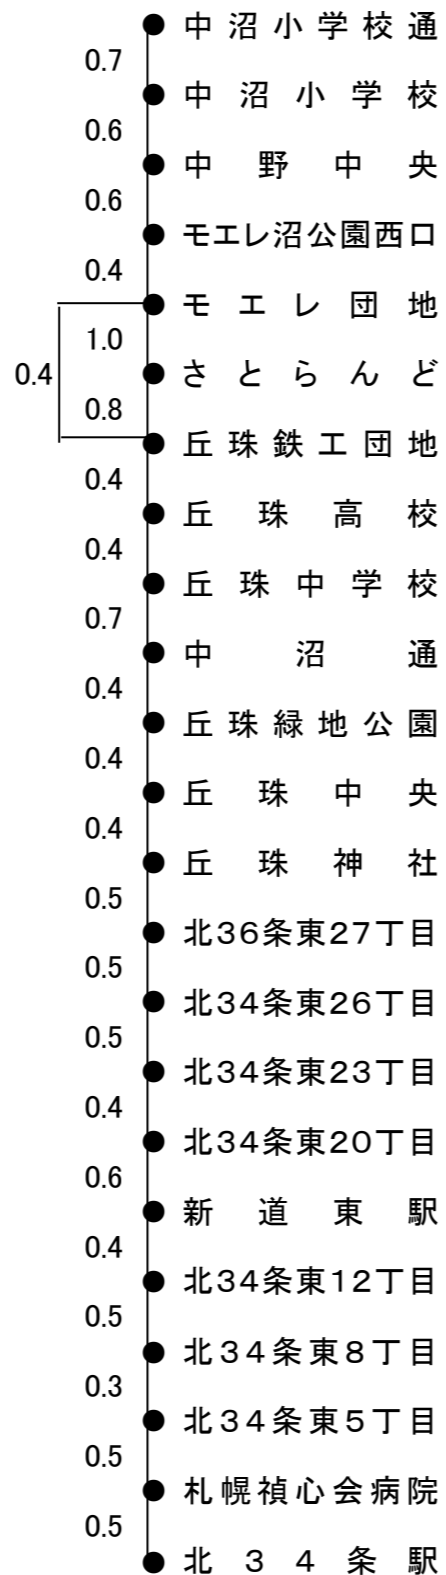 中沼小学校通
0.7
中沼小学校
0.6
中野中央
0.6
モエレ沼公園西口
0.4
モエレ団地
1.0
さとらんど
0.4
0.8
丘珠鉄工団地
0.4
丘珠高校
0.4
丘珠中学校
0.7
中沼通
0.4
丘珠緑地公園
0.4
丘珠中央
0.4
丘珠神社
0.5
北36条東27丁目
0.5
北34条東26丁目
0.5
北34条東23丁目
0.4
北34条東20丁目
0.6
新道東駅
0.4
北34条東12丁目
0.5
北34条東8丁目
0.3
北34条東5丁目
0.5
札幌禎心会病院
0.5
北34条駅